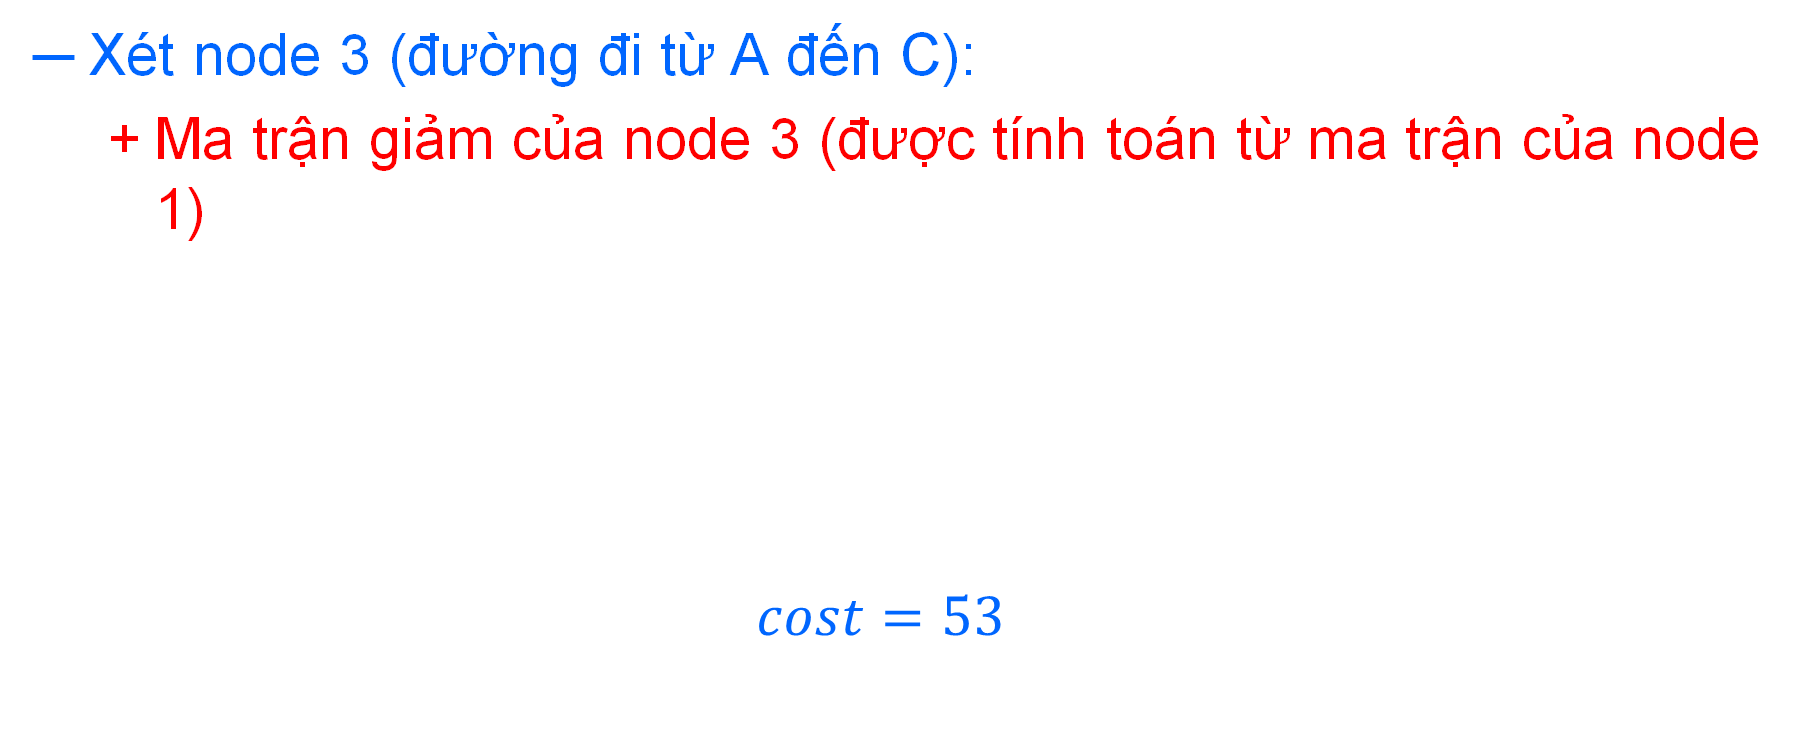 — Xét node 3 (đường đi từ A đến C):
+ Ma trận giảm của node 3 (được tính toán từ ma trận của node
1)
cost = 53